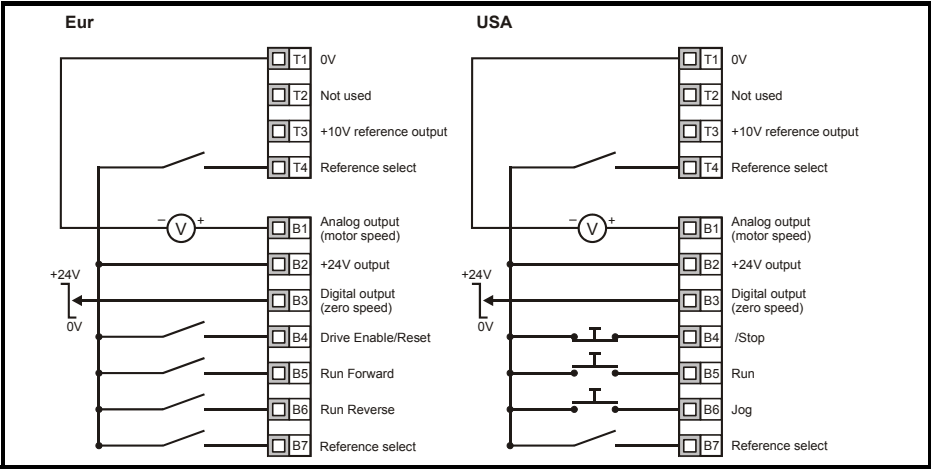 Eur
T1 0V
T2 Not used
T3 +10V reference output
T4 Reference select
− V +
B1 Analog output
(motor speed)
B2 +24V output
+24V
0V
B3 Digital output
(zero speed)
B4 Drive Enable/Reset
B5 Run Forward
B6 Run Reverse
B7 Reference select
USA
T1 0V
T2 Not used
T3 +10V reference output
T4 Reference select
− V +
B1 Analog output
(motor speed)
B2 +24V output
+24V
0V
B3 Digital output
(zero speed)
B4 /Stop
B5 Run
B6 Jog
B7 Reference select